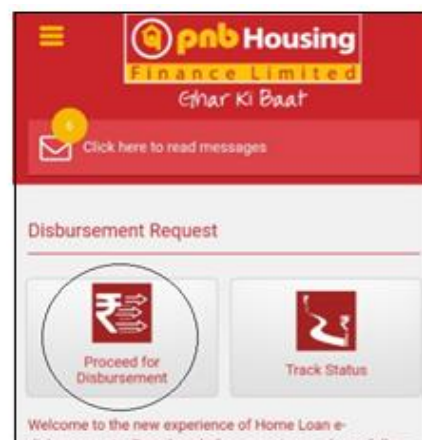 pnb Housing
Finance Limited
Ghar Ki Baat
6
Click here to read messages
Disbursement Request
Proceed for
Disbursement
Track Status
Welcome to the new experience of Home Loan e-